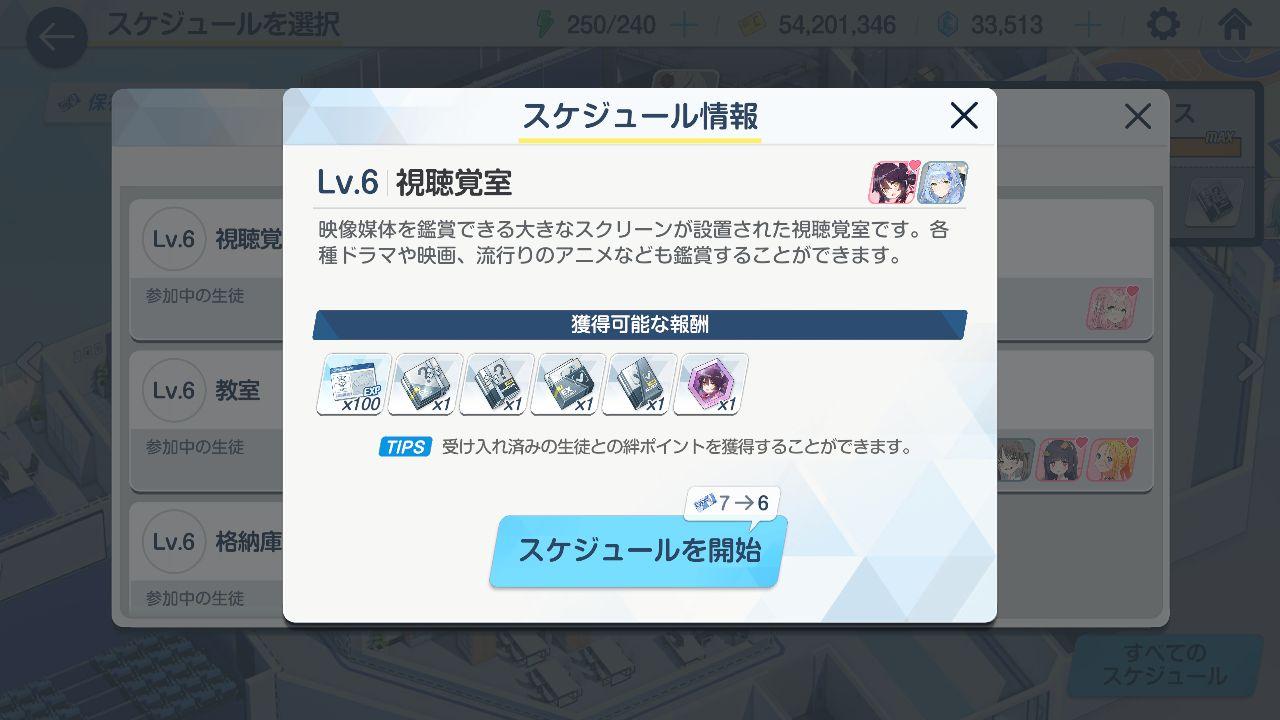 スケジュールを選択
250/240
54,201,346
33,513
スケジュール情報
MAX
Lv.6 視聴覚室
映像媒体を鑑賞できる大きなスクリーンが設置された視聴覚室です。各
種ドラマや映画、流行りのアニメなども鑑賞することができます。
獲得可能な報酬
EXP
x100
x1
x1
x1
x1
x1
TIPS 受け入れ済みの生徒との絆ポイントを獲得することができます。
7→6
スケジュールを開始
Lv.6 視聴覚
参加中の生徒
Lv.6 教室
参加中の生徒
Lv.6 格納庫
参加中の生徒
すべての
スケジュール